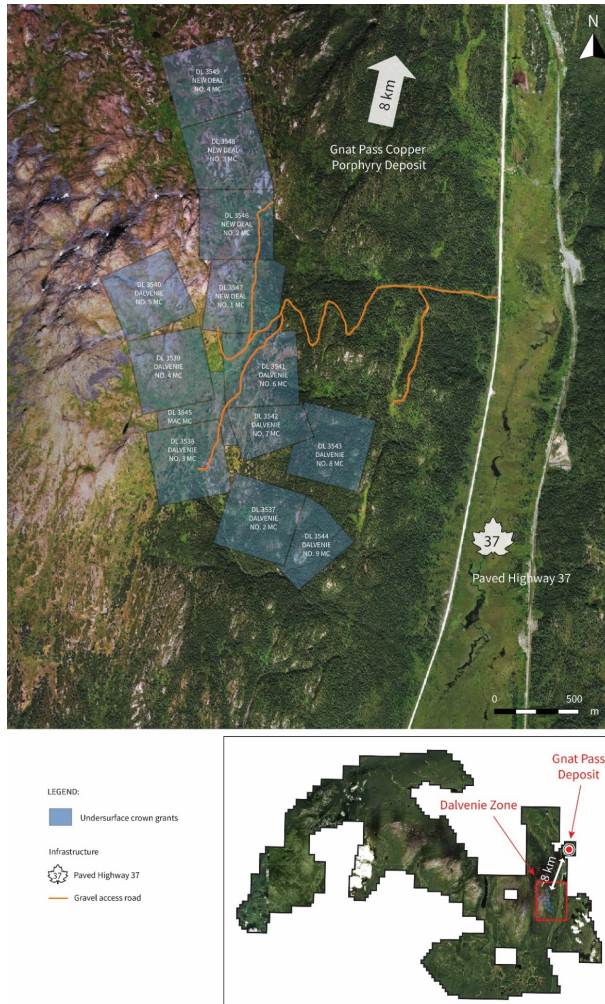 N
8 km
Gnat Pass Copper
Porphyry Deposit
DL 3549
NEW DEAL
NO. 4 MC
DL 3548
NEW DEAL
NO. 3 MC
DL 3546
NEW DEAL
NO. 2 MC
DL 3547
NEW DEAL
NO. 1 MC
DL 3540
DALVENIE
NO. 5 MC
DL 3539
DALVENIE
NO. 4 MC
DL 3541
DALVENIE
NO. 6 MC
DL 3545
MAC MC
DL 3542
DALVENIE
NO. 7 MC
DL 3538
DALVENIE
NO. 3 MC
DL 3543
DALVENIE
NO. 8 MC
DL 3537
DALVENIE
NO. 2 MC
DL 3544
DALVENIE
NO. 9 MC
37
Paved Highway 37
0 500
m
LEGEND:
Undersurface crown grants
Infrastructure
37 Paved Highway 37
Gravel access road
Gnat Pass
Deposit
Dalvenie Zone
8 km